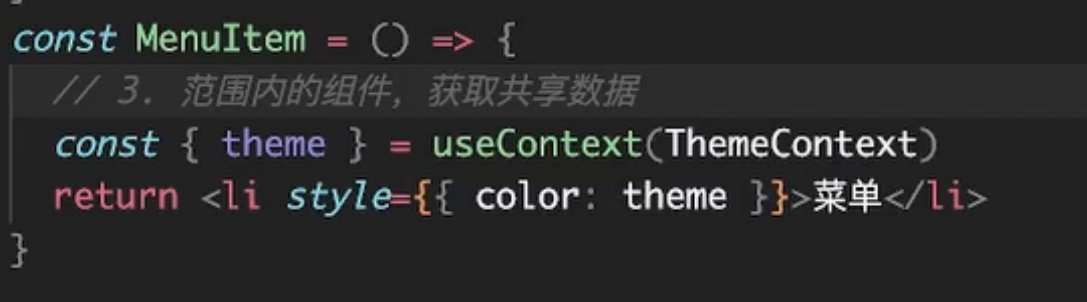 }
const MenuItem = () => {
// 3. 范围内的组件，获取共享数据
const { theme } = useContext(ThemeContext)
return <li style={{ color: theme }}>菜单</li>
}